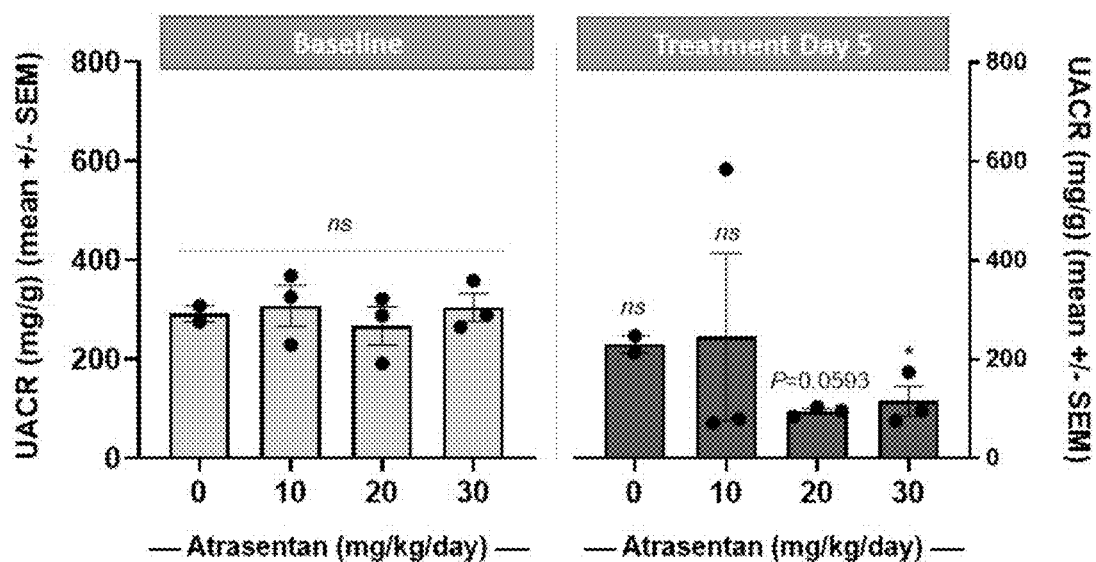 Baseline
Treatment Day 5
UACR (mg/g) (mean +/- SEM)
800
600
400
200
0
ns
0 10 20 30
Atrasentan (mg/kg/day)
ns
ns
P=0.0593
*
0 10 20 30
Atrasentan (mg/kg/day)
800
600
400
200
0
UACR (mg/g) (mean +/- SEM)